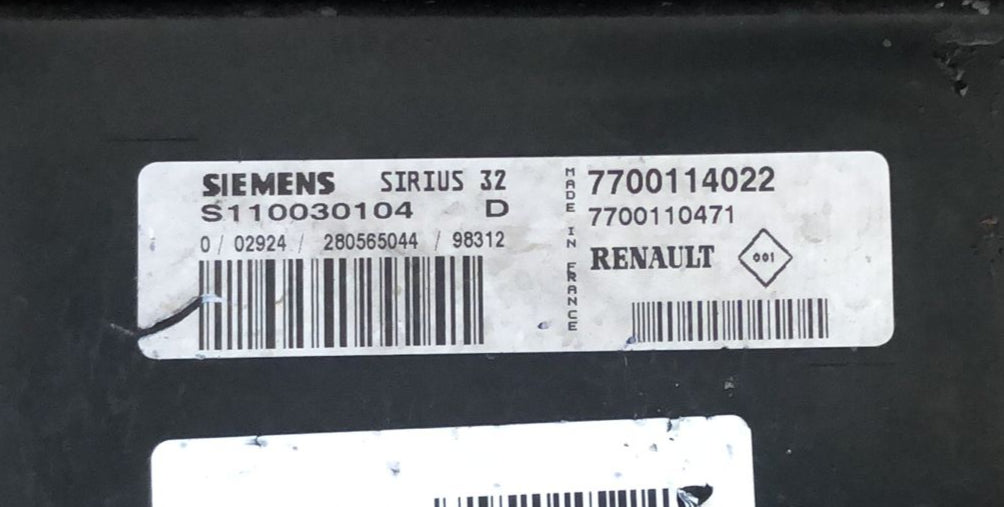 SIEMENS SIRIUS 32
S110030104 D
0/ 02924/ 280565044 / 98312
MADE IN FRANCE
7700114022
7700110471
RENAULT 001